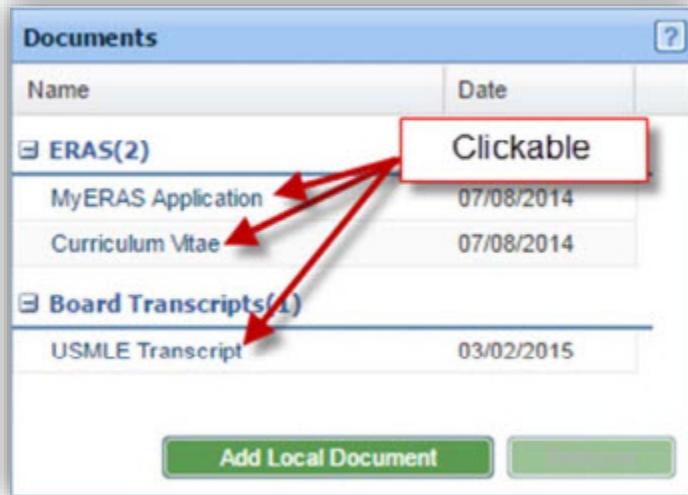 Documents ?
Name Date
ERAS(2)
Clickable
MyERAS Application 07/08/2014
Curriculum Vitae 07/08/2014
Board Transcripts(1)
USMLE Transcript 03/02/2015
Add Local Document